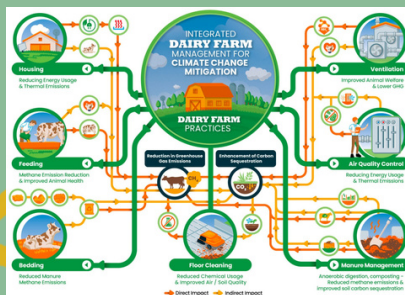 INTEGRATED
DAIRY FARM
MANAGEMENT FOR
CLIMATE CHANGE
MITIGATION
DAIRY FARM
PRACTICES
Housing
Reducing Energy Usage
& Thermal Emissions
Ventilation
Improved Animal Welfare
& Lower GHG
Feeding
Methane Emission Reduction
& Improved Animal Health
Reduction in Greenhouse
Gas Emissions
Enhancement of Carbon
Sequestration
CH₄
CO₂
Air Quality Control
Reducing Energy Usage
& Thermal Emissions
Bedding
Reduced Manure
Methane Emissions
Floor Cleaning
Reduced Chemical Usage
& Improved Air / Soil Quality
Manure Management
Anaerobic digestion, composting –
Reduced methane emissions &
improved soil carbon sequestration
Direct Impact
Indirect Impact